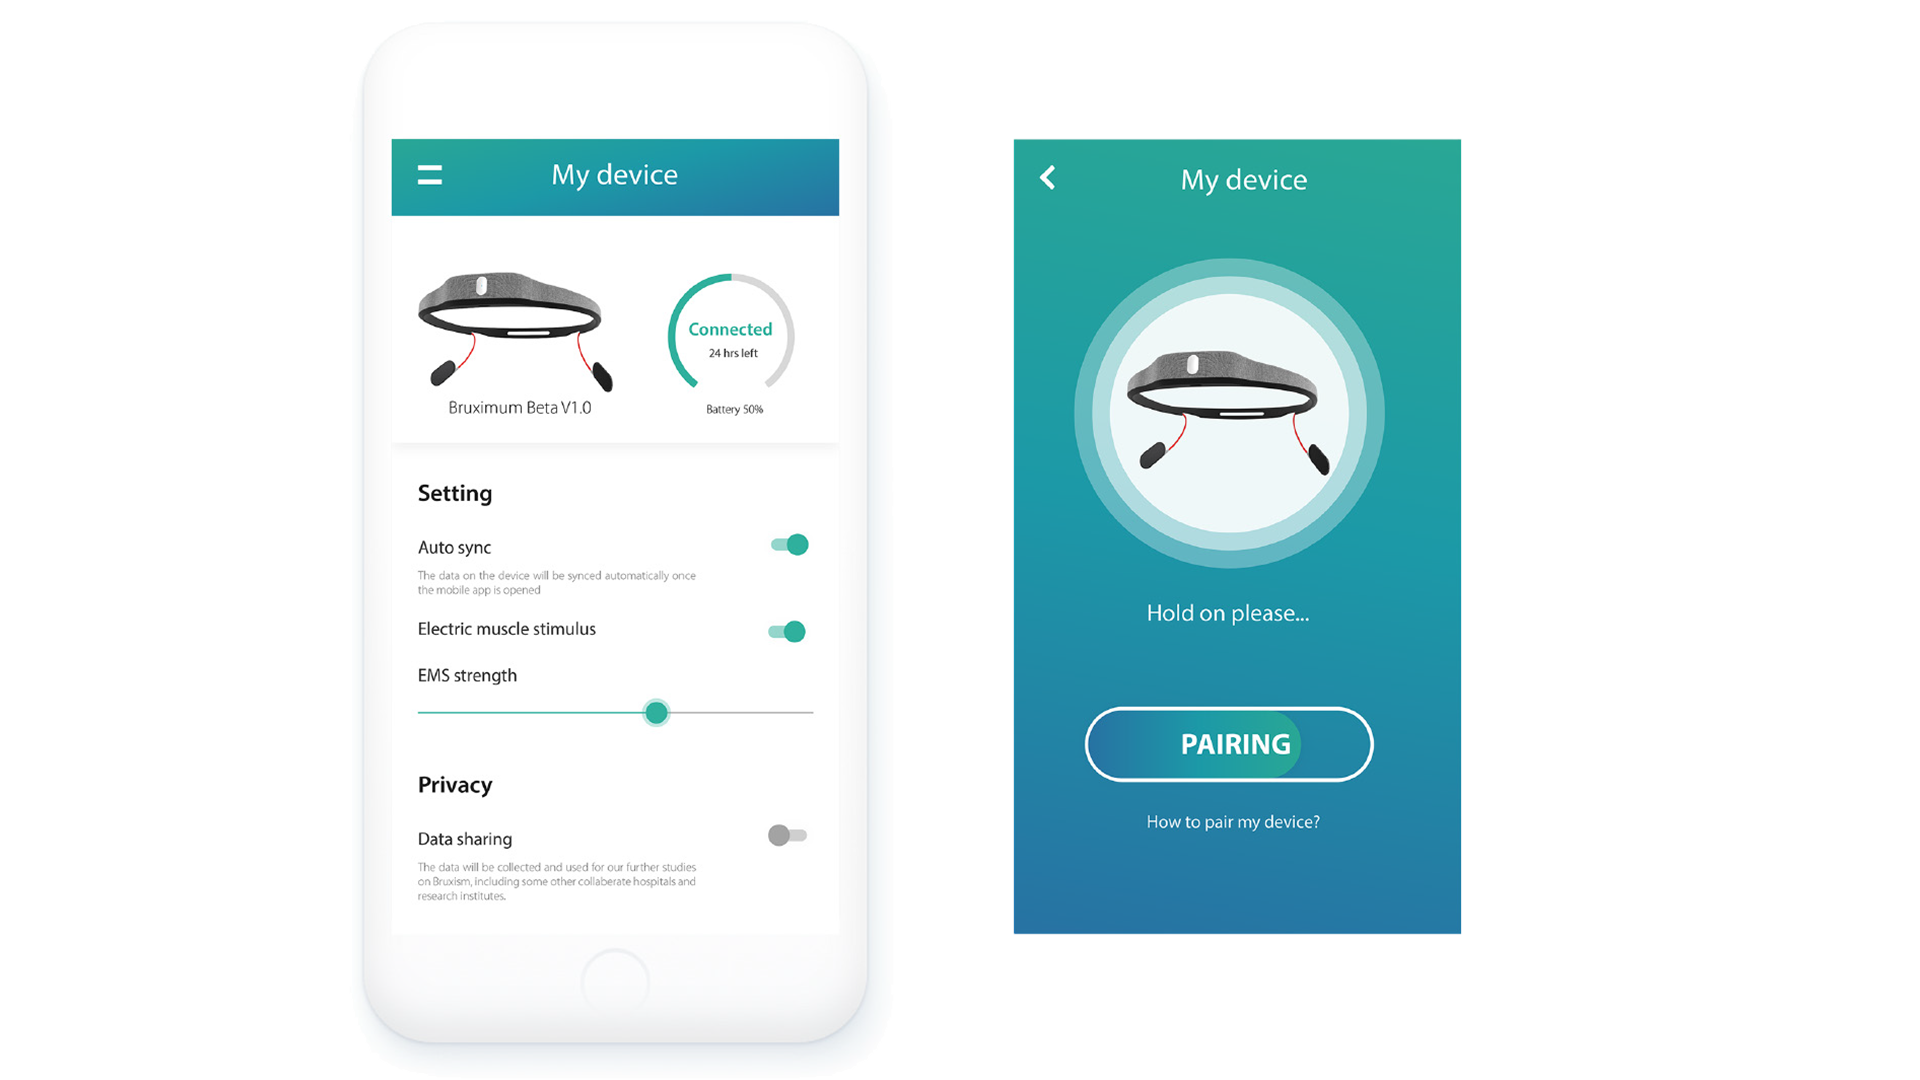 My device
Connected
24 hrs left
Bruximum Beta V1.0
Battery 50%
Setting
Auto sync
The data on the device will be synced automatically once
the mobile app is opened
Electric muscle stimulus
EMS strength
Privacy
Data sharing
The data will be collected and used for our further studies
on Bruxism, including some other collaberate hospitals and
research institutes.
My device
Hold on please...
PAIRING
How to pair my device?